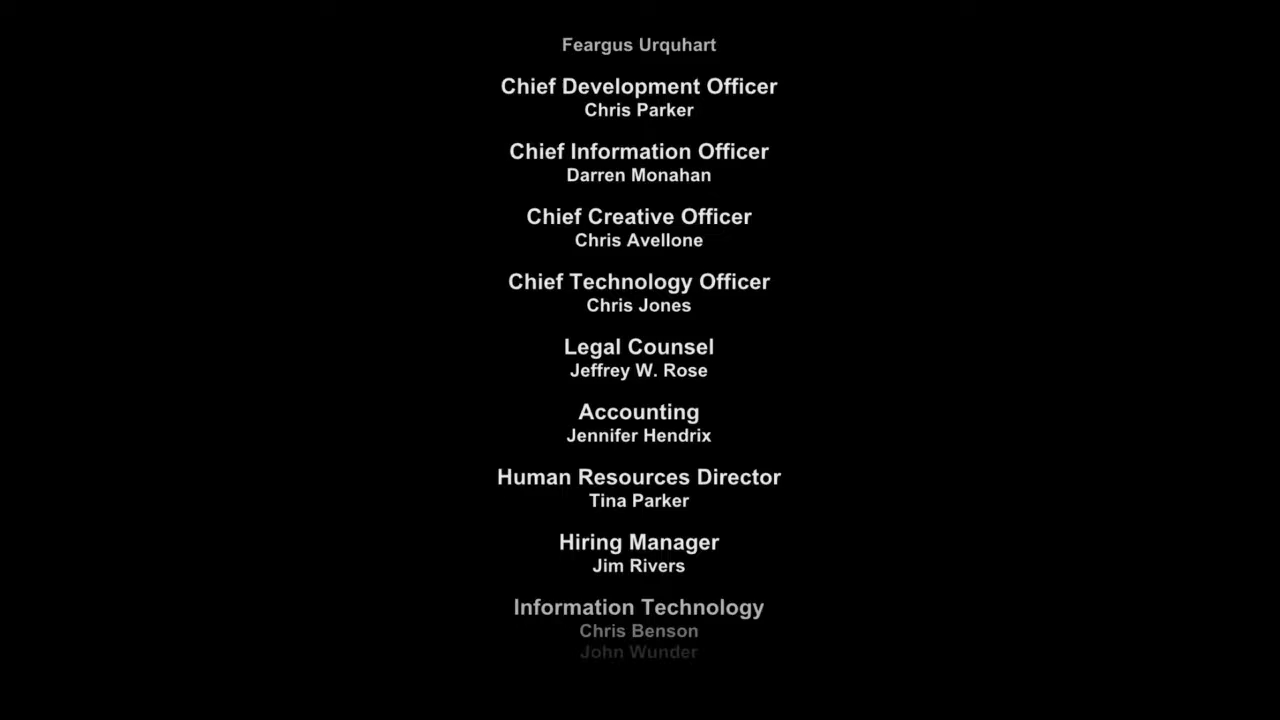 Feargus Urquhart
Chief Development Officer
Chris Parker
Chief Information Officer
Darren Monahan
Chief Creative Officer
Chris Avellone
Chief Technology Officer
Chris Jones
Legal Counsel
Jeffrey W. Rose
Accounting
Jennifer Hendrix
Human Resources Director
Tina Parker
Hiring Manager
Jim Rivers
Information Technology
Chris Benson
John Wunder